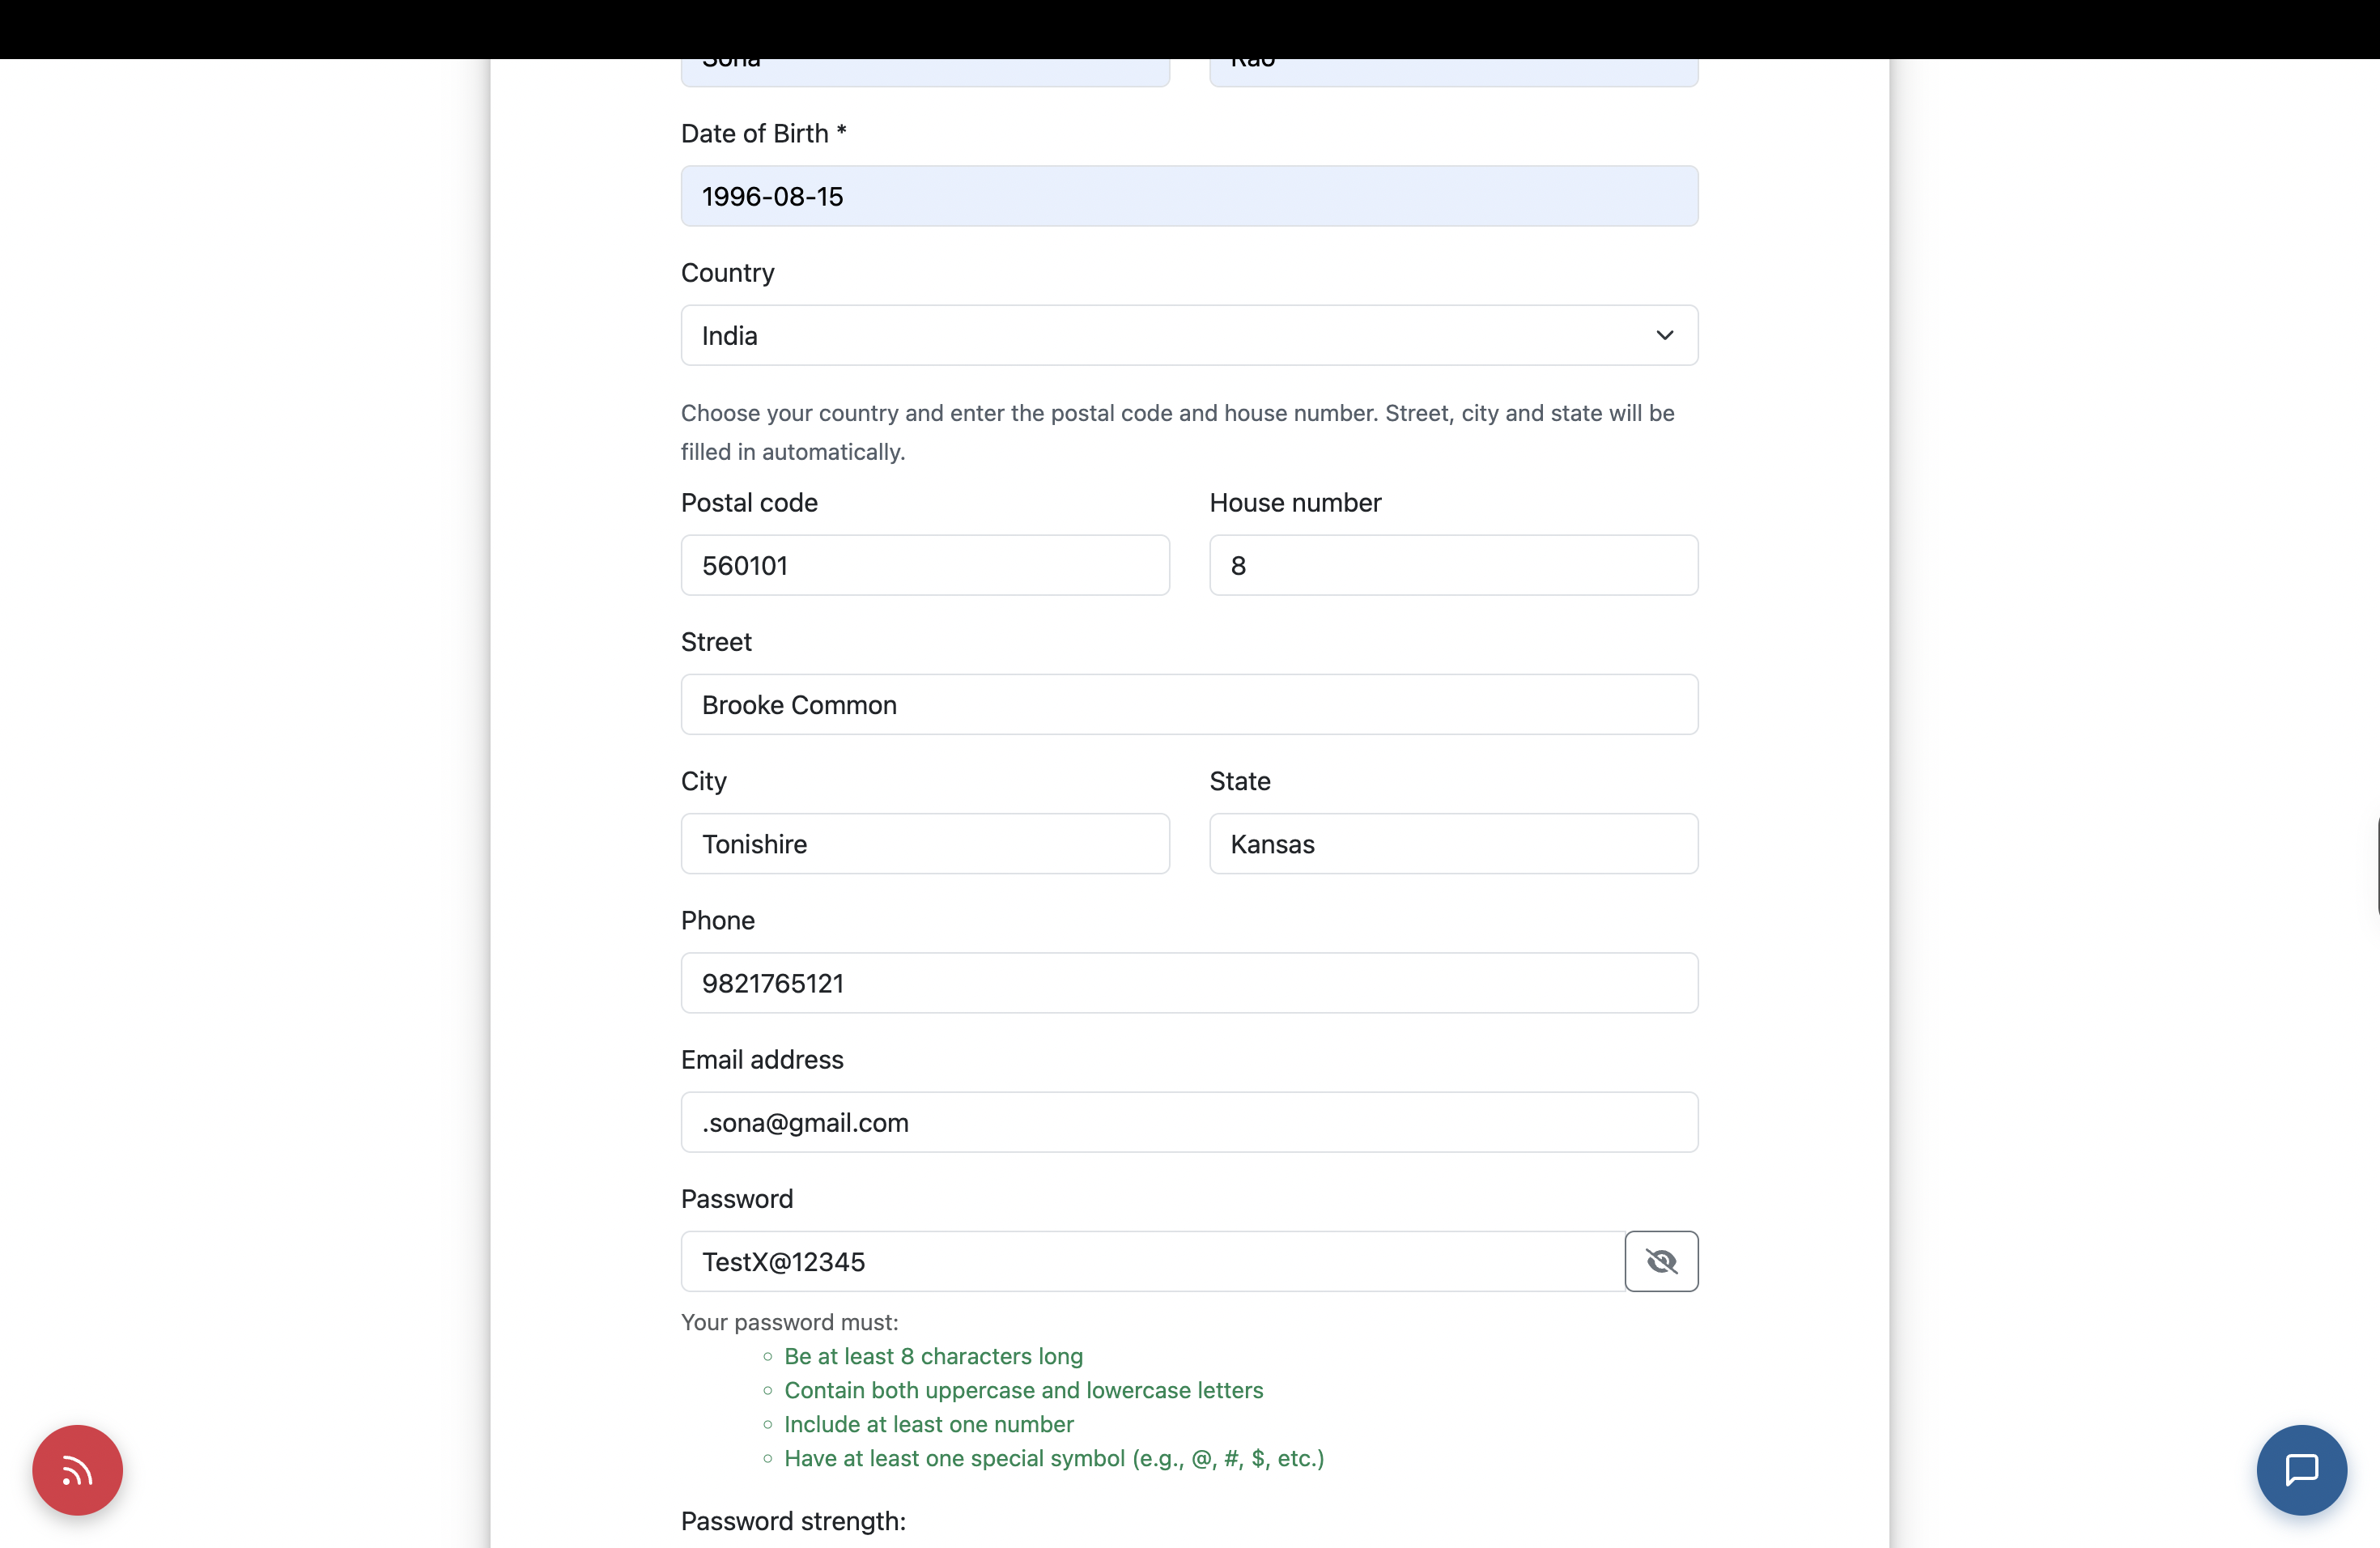 Sona Rao
Date of Birth *
1996-08-15
Country
India
Choose your country and enter the postal code and house number. Street, city and state will be
filled in automatically.
Postal code House number
560101 8
Street
Brooke Common
City State
Tonishire Kansas
Phone
9821765121
Email address
.sona@gmail.com
Password
TestX@12345
Your password must:
Be at least 8 characters long
Contain both uppercase and lowercase letters
Include at least one number
Have at least one special symbol (e.g., @, #, $, etc.)
Password strength: